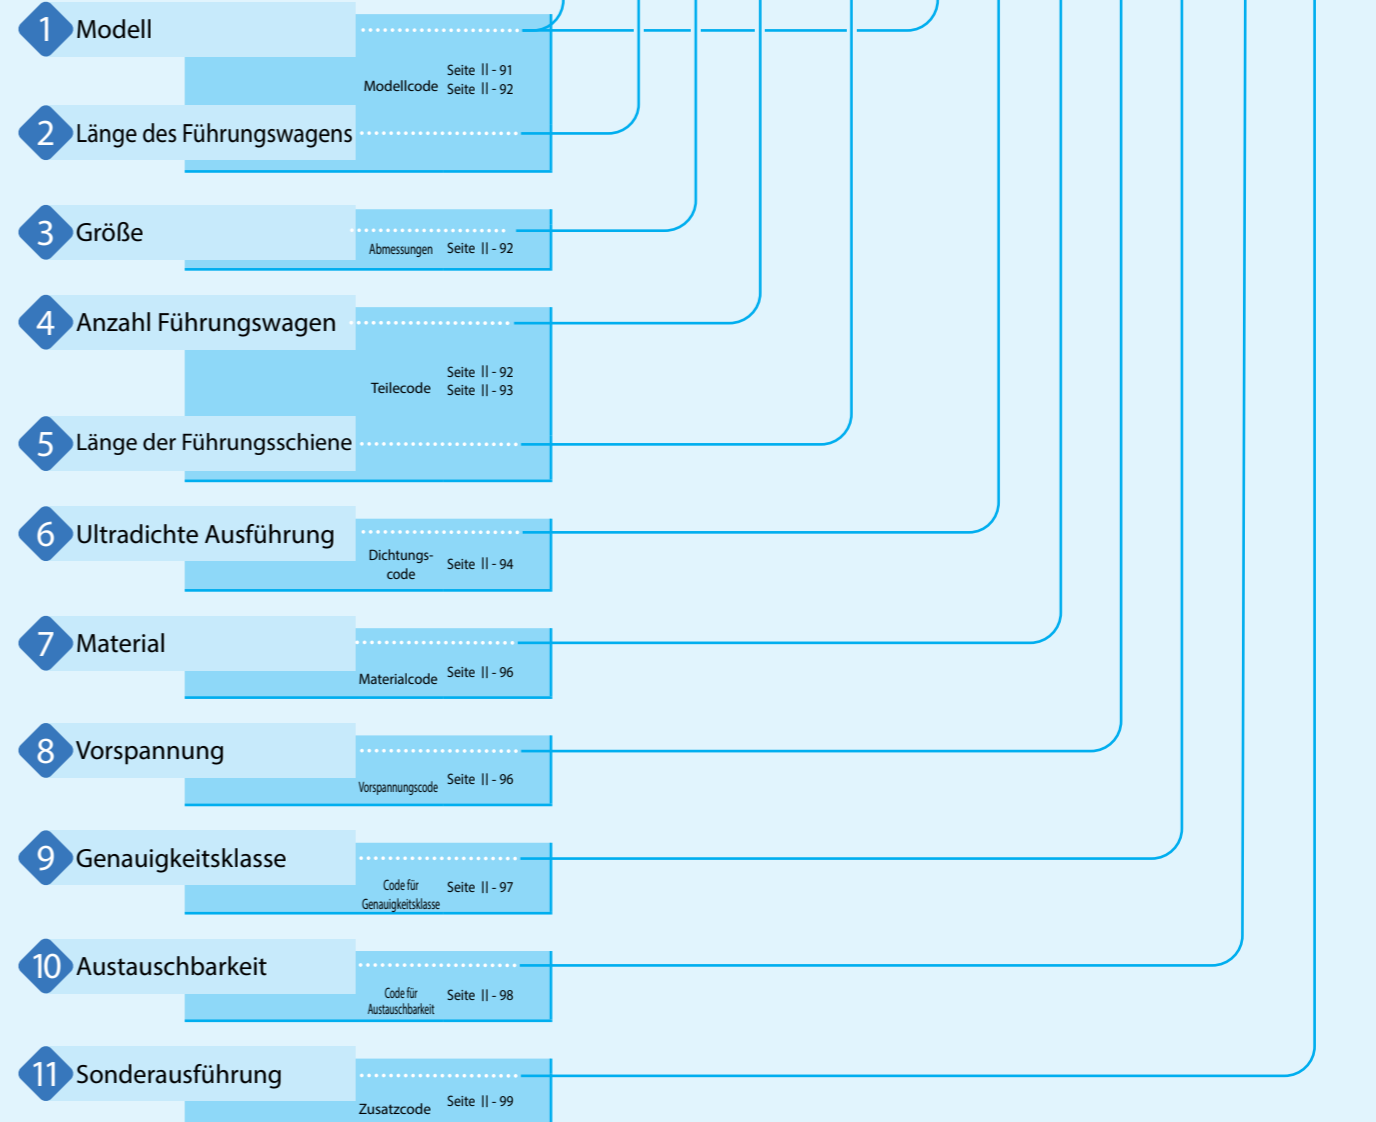 1 Modell
Seite II - 91
Modellcode Seite II - 92
2 Länge des Führungswagens
3 Größe
Abmessungen Seite II - 92
4 Anzahl Führungswagen
Seite II - 92
Teilecode Seite II - 93
5 Länge der Führungsschiene
6 Ultradichte Ausführung
Dichtungs-
code
Seite II - 94
7 Material
Materialcode Seite II - 96
8 Vorspannung
Vorspannungscode Seite II - 96
9 Genauigkeitsklasse
Code für
Genauigkeitsklasse
Seite II - 97
10 Austauschbarkeit
Code für
Austauschbarkeit
Seite II - 98
11 Sonderausführung
Zusatzcode Seite II - 99